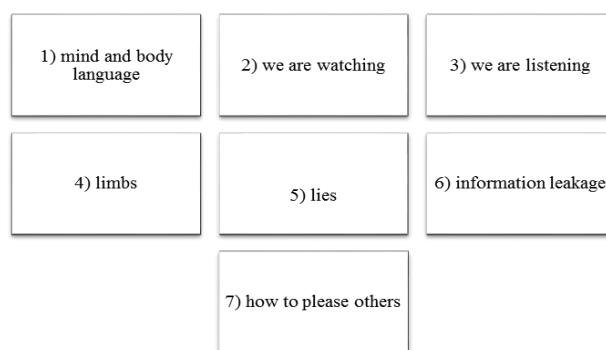 1) mind and body
language
2) we are watching
3) we are listening
4) limbs
5) lies
6) information leakage
7) how to please others